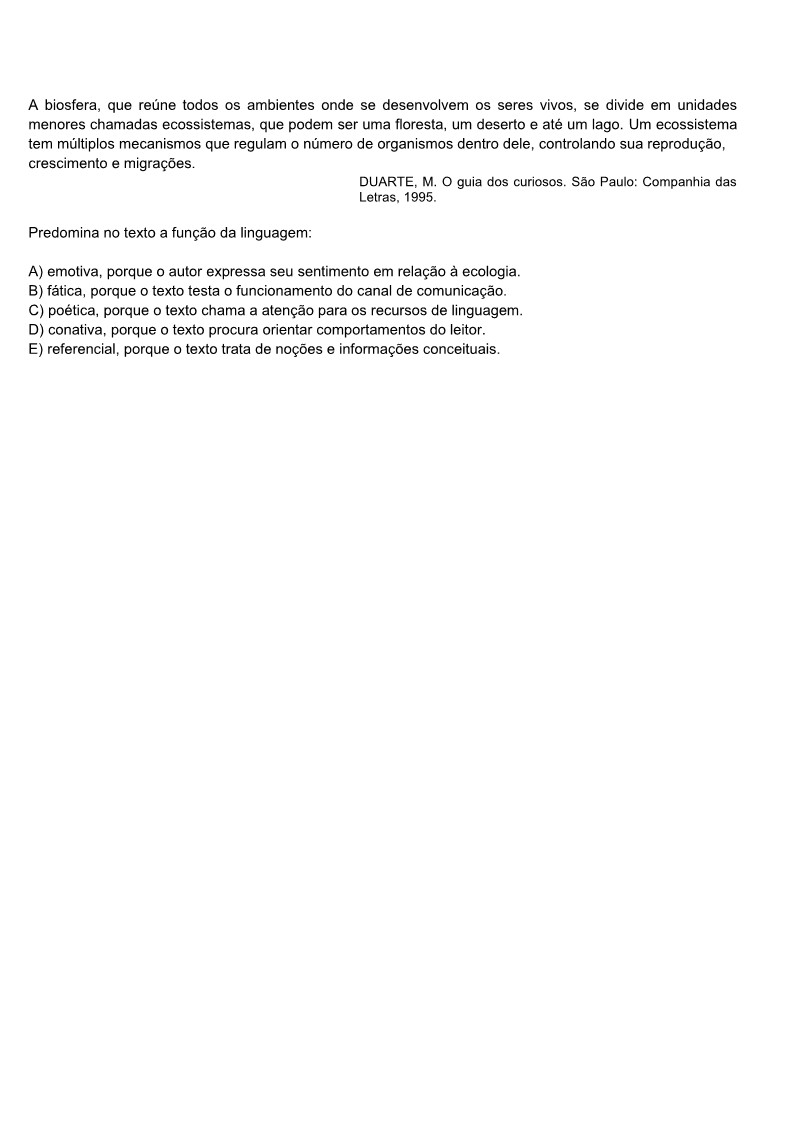 A biosfera, que reúne todos os ambientes onde se desenvolvem os seres vivos, se divide em unidades
menores chamadas ecossistemas, que podem ser uma floresta, um deserto e até um lago. Um ecossistema
tem múltiplos mecanismos que regulam o número de organismos dentro dele, controlando sua reprodução,
crescimento e migrações.
DUARTE, M. O guia dos curiosos. São Paulo: Companhia das
Letras, 1995.
Predomina no texto a função da linguagem:
A) emotiva, porque o autor expressa seu sentimento em relação à ecologia.
B) fática, porque o texto testa o funcionamento do canal de comunicação.
C) poética, porque o texto chama a atenção para os recursos de linguagem.
D) conativa, porque o texto procura orientar comportamentos do leitor.
E) referencial, porque o texto trata de noções e informações conceituais.